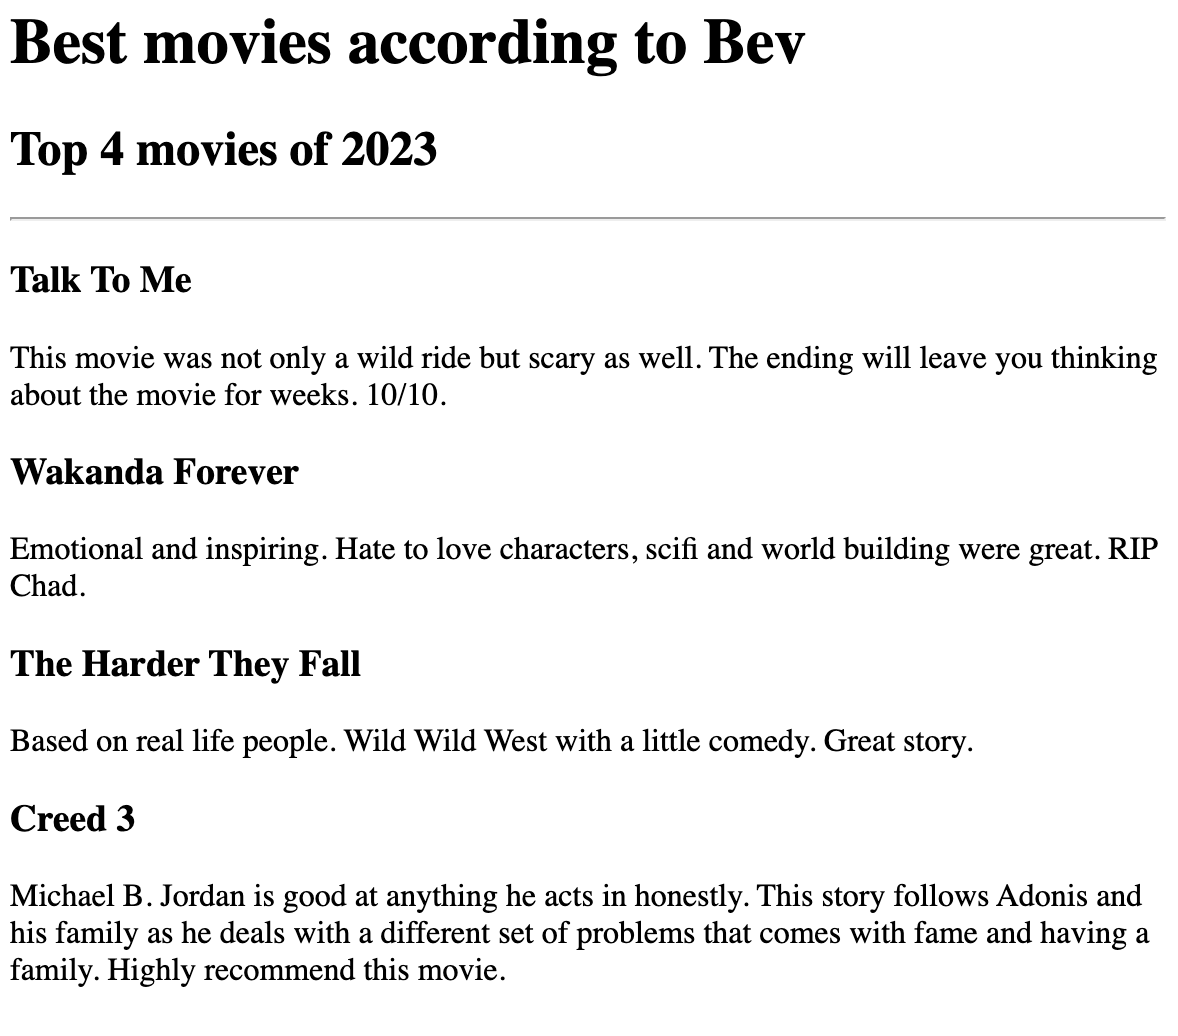 Best movies according to Bev
Top 4 movies of 2023
Talk To Me
This movie was not only a wild ride but scary as well. The ending will leave you thinking
about the movie for weeks. 10/10.
Wakanda Forever
Emotional and inspiring. Hate to love characters, scifi and world building were great. RIP
Chad.
The Harder They Fall
Based on real life people. Wild Wild West with a little comedy. Great story.
Creed 3
Michael B. Jordan is good at anything he acts in honestly. This story follows Adonis and
his family as he deals with a different set of problems that comes with fame and having a
family. Highly recommend this movie.